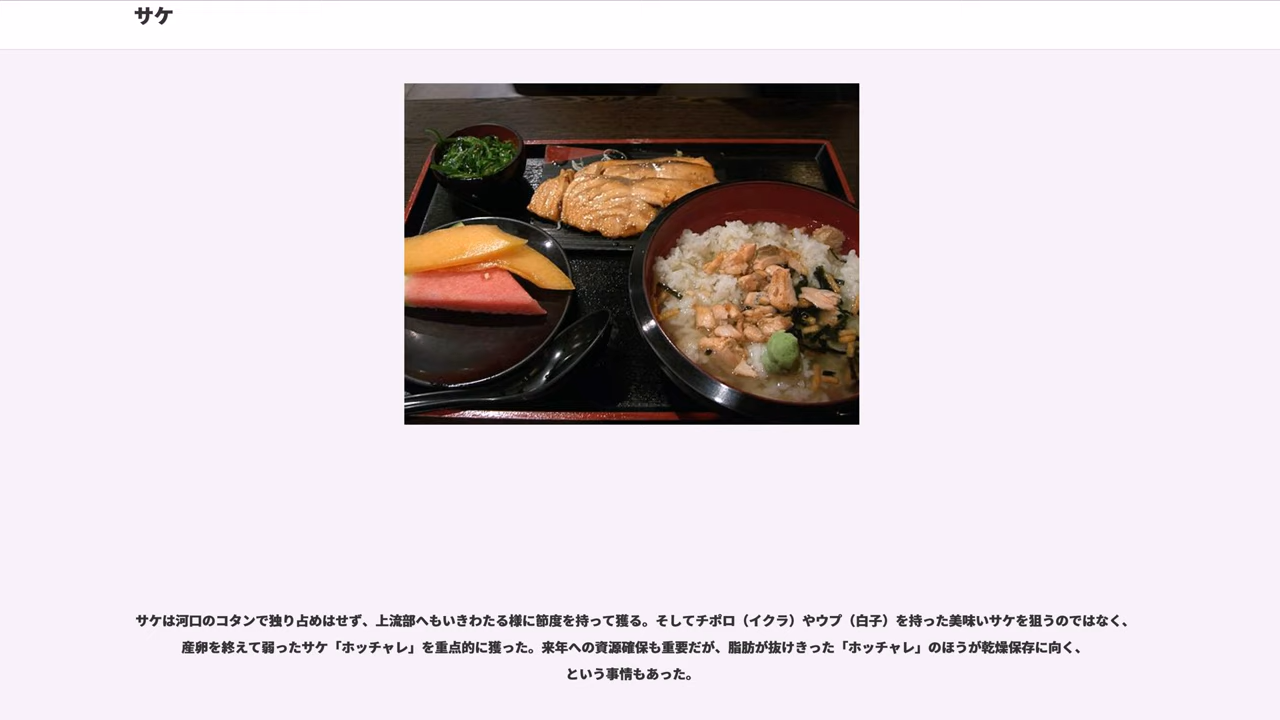 サケ
サケは河口のコタンで独り占めはせず、上流部へもいきわたる様に節度を持って獲る。そしてチポロ（イクラ）やウプ（白子）を持った美味いサケを狙うのではなく、
産卵を終えて弱ったサケ「ホッチャレ」を重点的に獲った。来年への資源確保も重要だが、脂肪が抜けきった「ホッチャレ」のほうが乾燥保存に向く、
という事情もあった。